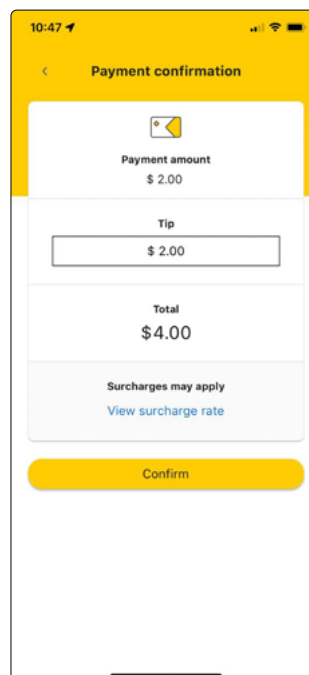 10:47
Payment confirmation
Payment amount
$ 2.00
Tip
$ 2.00
Total
$4.00
Surcharges may apply
View surcharge rate
Confirm